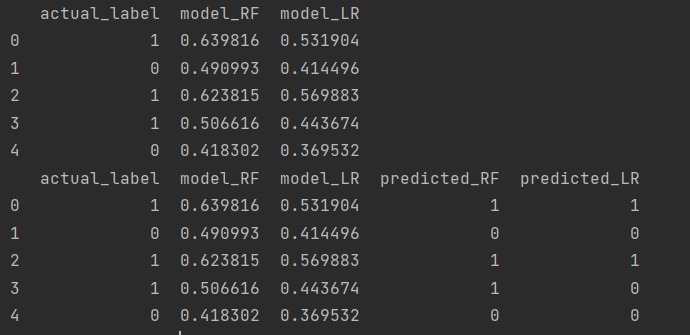 actual_label model_RF model_LR
0 1 0.639816 0.531904
1 0 0.490993 0.414496
2 1 0.623815 0.569883
3 1 0.506616 0.443674
4 0 0.418302 0.369532
actual_label model_RF model_LR predicted_RF predicted_LR
0 1 0.639816 0.531904 1 1
1 0 0.490993 0.414496 0 0
2 1 0.623815 0.569883 1 1
3 1 0.506616 0.443674 1 0
4 0 0.418302 0.369532 0 0